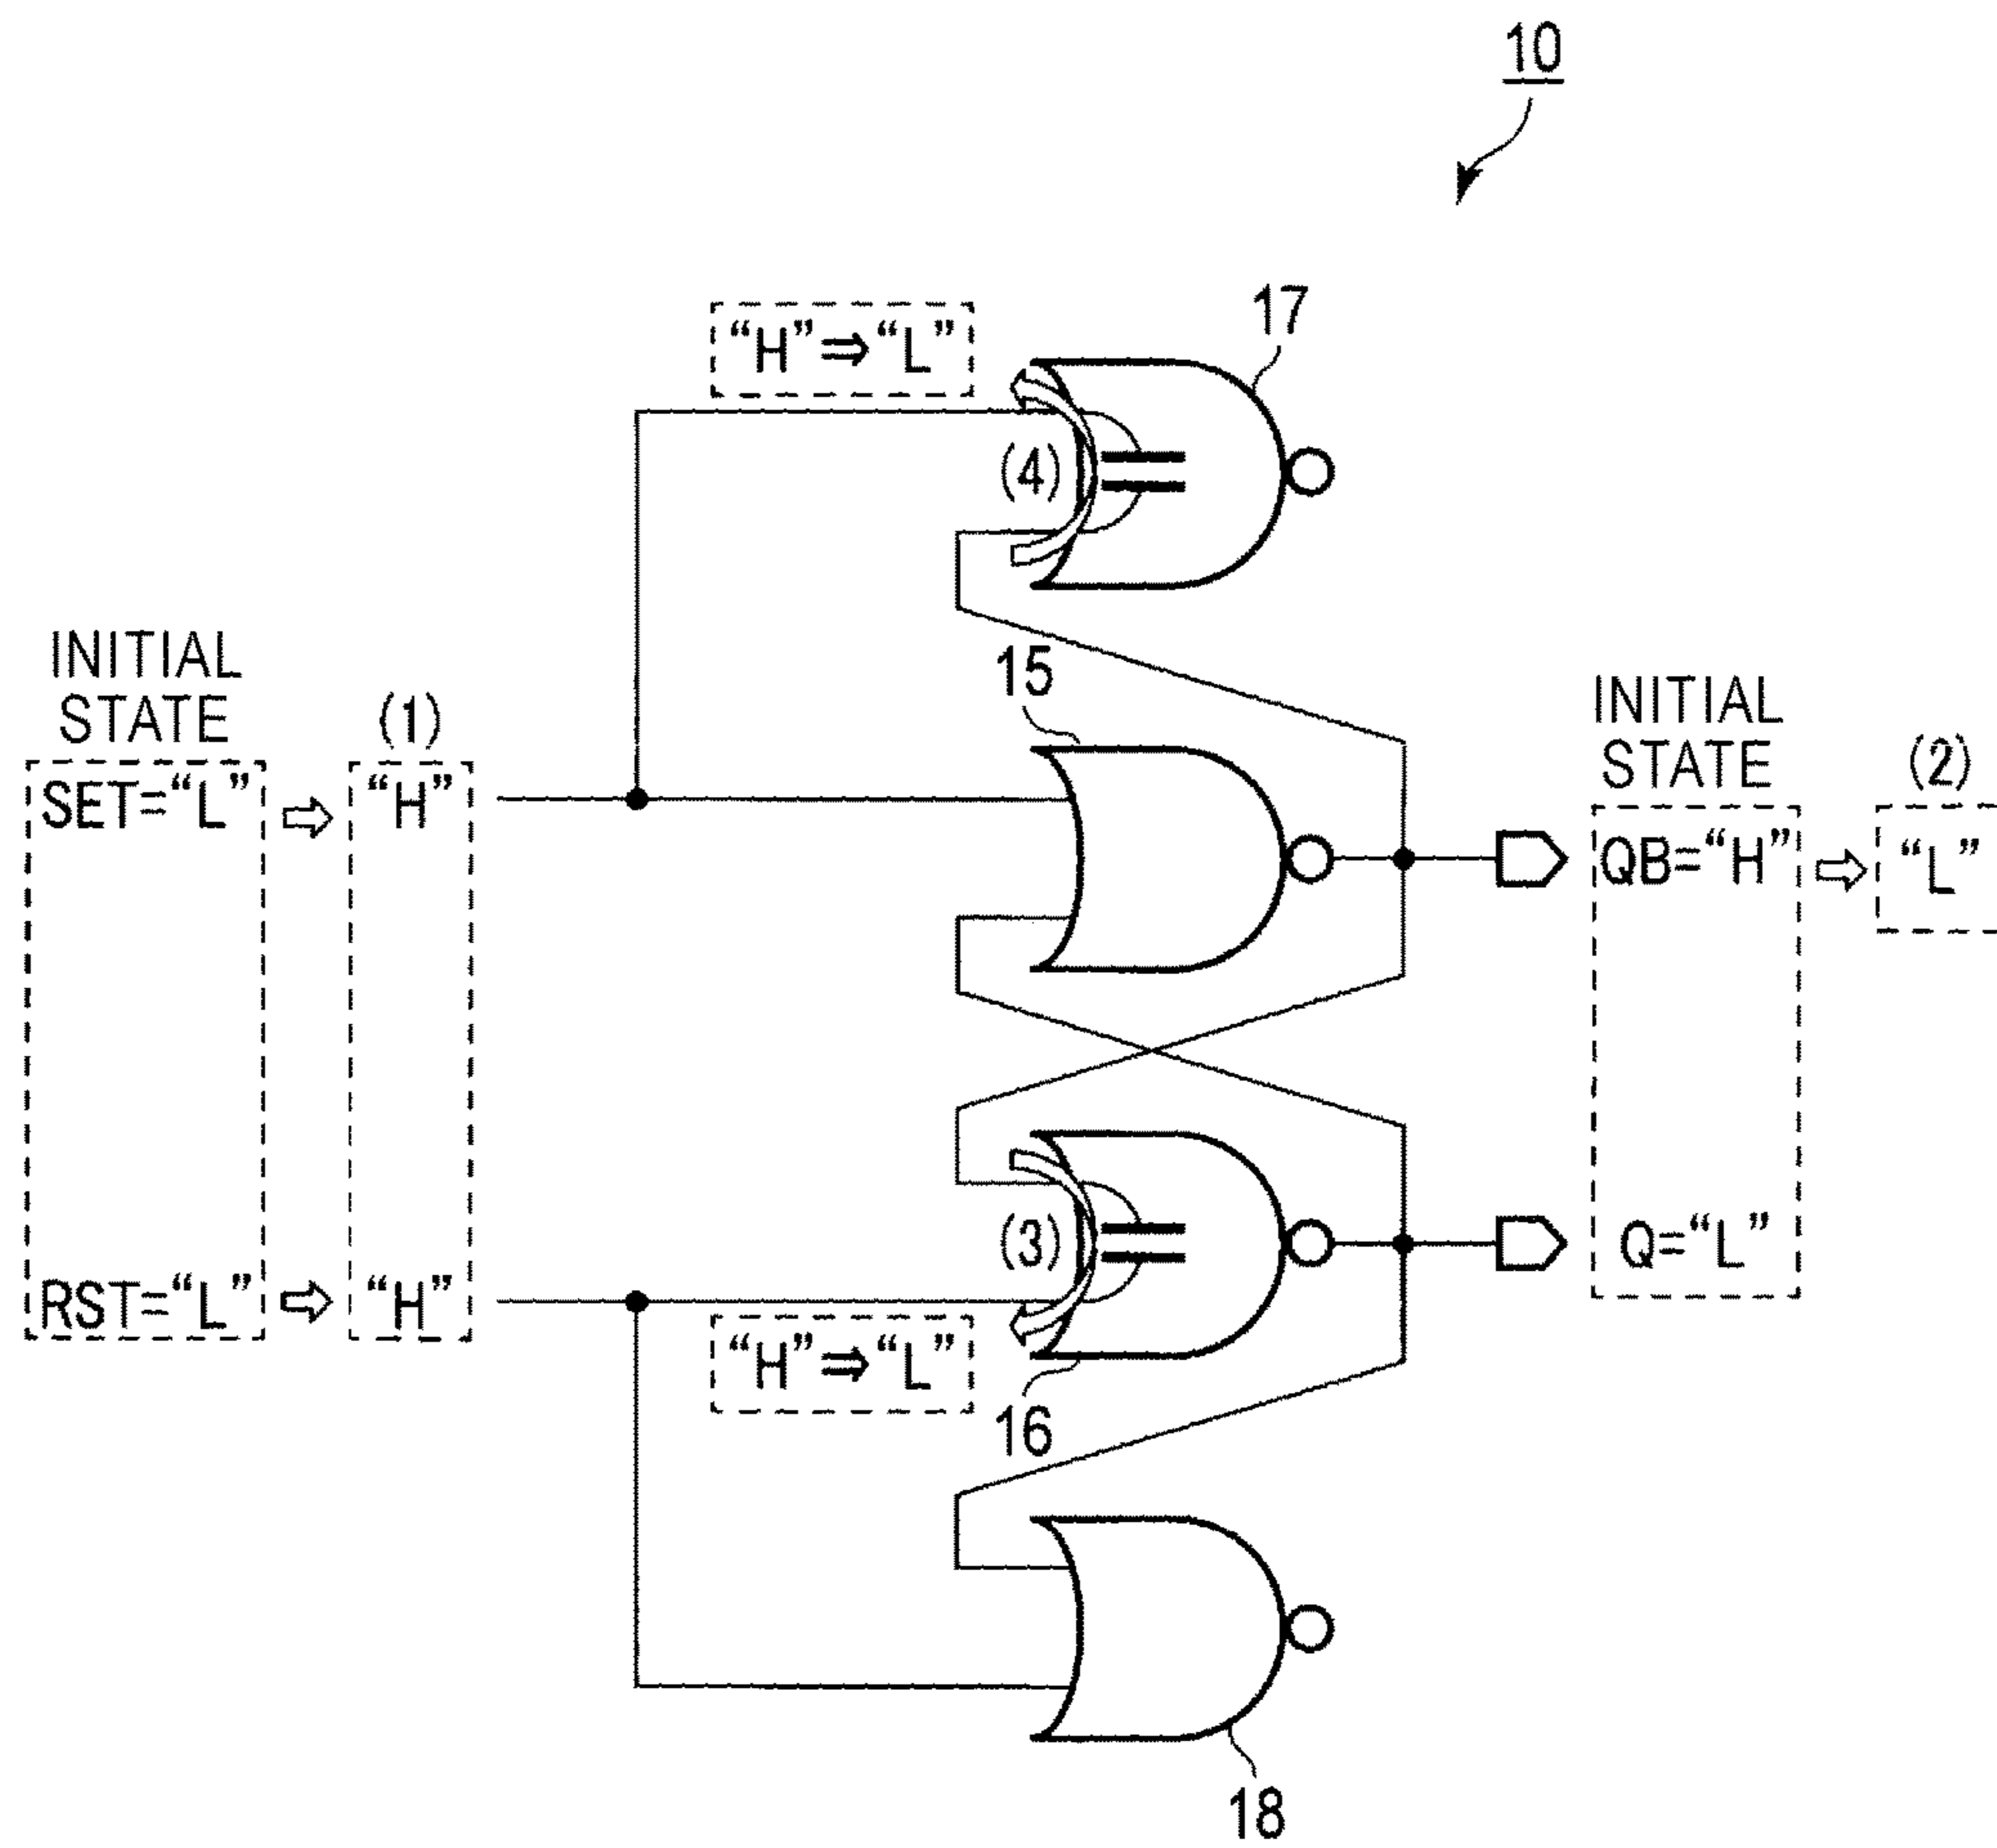 10
“H”⇒“L”
17
(4)
INITIAL
STATE
(1)
15
INITIAL
STATE
(2)
SET=“L” ⇨ “H”
QB=“H” ⇨ “L”
(3)
Q=“L”
RST=“L” ⇨ “H”
“H”⇒“L”
16
18